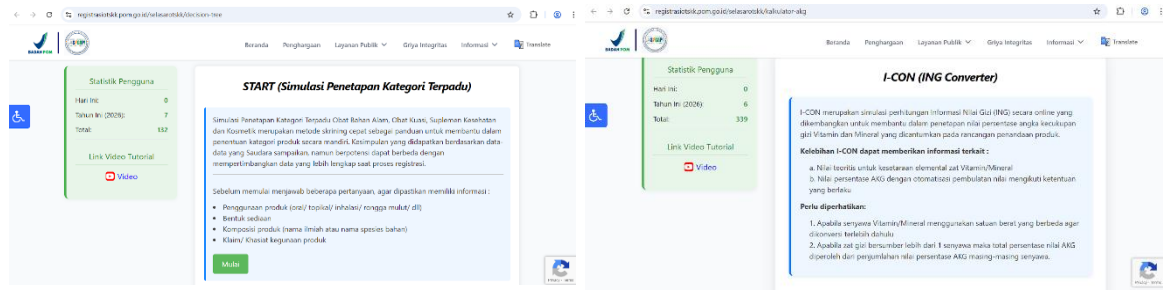 registrasiotskk.pom.go.id/selasarotskk/decision-tree
BADAN POM
Beranda Penghargaan Layanan Publik Griya Integritas Informasi Translate
Statistik Pengguna
Hari Ini: 0
Tahun Ini (2026): 7
Total: 132
Link Video Tutorial
Video
START (Simulasi Penetapan Kategori Terpadu)
Simulasi Penetapan Kategori Terpadu Obat Bahan Alam, Obat Kuasi, Suplemen Kesehatan
dan Kosmetik merupakan metode skrining cepat sebagai panduan untuk membantu dalam
penentuan kategori produk secara mandiri. Kesimpulan yang didapatkan berdasarkan data-
data yang Saudara sampaikan, namun berpotensi dapat berbeda dengan
mempertimbangkan data yang lebih lengkap saat proses registrasi.
Sebelum memulai menjawab beberapa pertanyaan, agar dipastikan memiliki informasi :
• Penggunaan produk (oral/ topikal/ inhalasi/ rongga mulut/ dll)
• Bentuk sediaan
• Komposisi produk (nama ilmiah atau nama spesies bahan)
• Klaim/ Khasiat kegunaan produk
Mulai
registrasiotskk.pom.go.id/selasarotskk/kalkulator-akg
BADAN POM
Beranda Penghargaan Layanan Publik Griya Integritas Informasi Translate
Statistik Pengguna
Hari Ini: 0
Tahun Ini (2026): 6
Total: 339
Link Video Tutorial
Video
I-CON (ING Converter)
I-CON merupakan simulasi perhitungan Informasi Nilai Gizi (ING) secara online yang
dikembangkan untuk membantu dalam penetapan nilai persentase angka kecukupan
gizi Vitamin dan Mineral yang dicantumkan pada rancangan penandaan produk.
Kelebihan I-CON dapat memberikan informasi terkait :
a. Nilai teoritis untuk kesetaraan elemental zat Vitamin/Mineral
b. Nilai persentase AKG dengan otomatisasi pembulatan nilai mengikuti ketentuan
yang berlaku
Perlu diperhatikan:
1. Apabila senyawa Vitamin/Mineral menggunakan satuan berat yang berbeda agar
dikonversi terlebih dahulu
2. Apabila zat gizi bersumber lebih dari 1 senyawa maka total persentase nilai AKG
diperoleh dari penjumlahan nilai persentase AKG masing-masing senyawa.